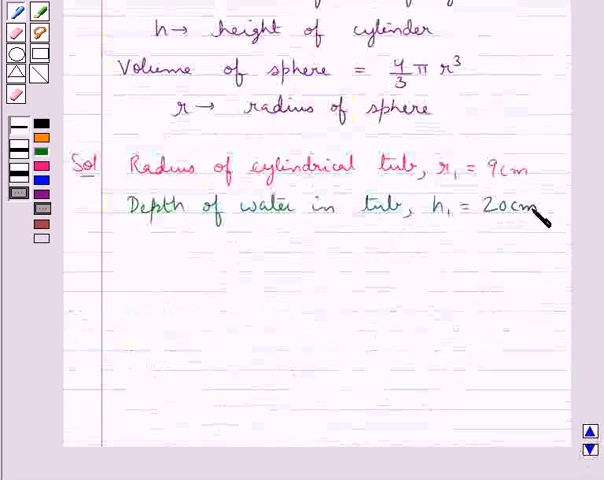 h → height of cylinder
Volume of sphere = 4/3 π r³
r → radius of sphere
Sol Radius of cylindrical tub, r₁ = 9cm
Depth of water in tub, h₁ = 20cm